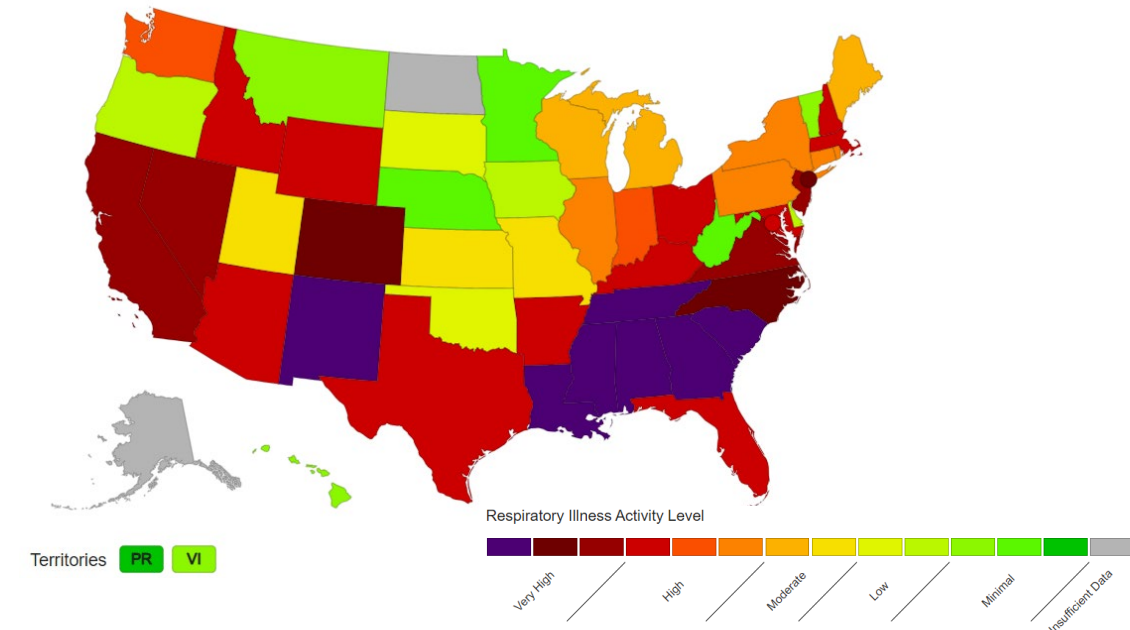 Territories PR VI
Respiratory Illness Activity Level
Very High
High
Moderate
Low
Minimal
Insufficient Data